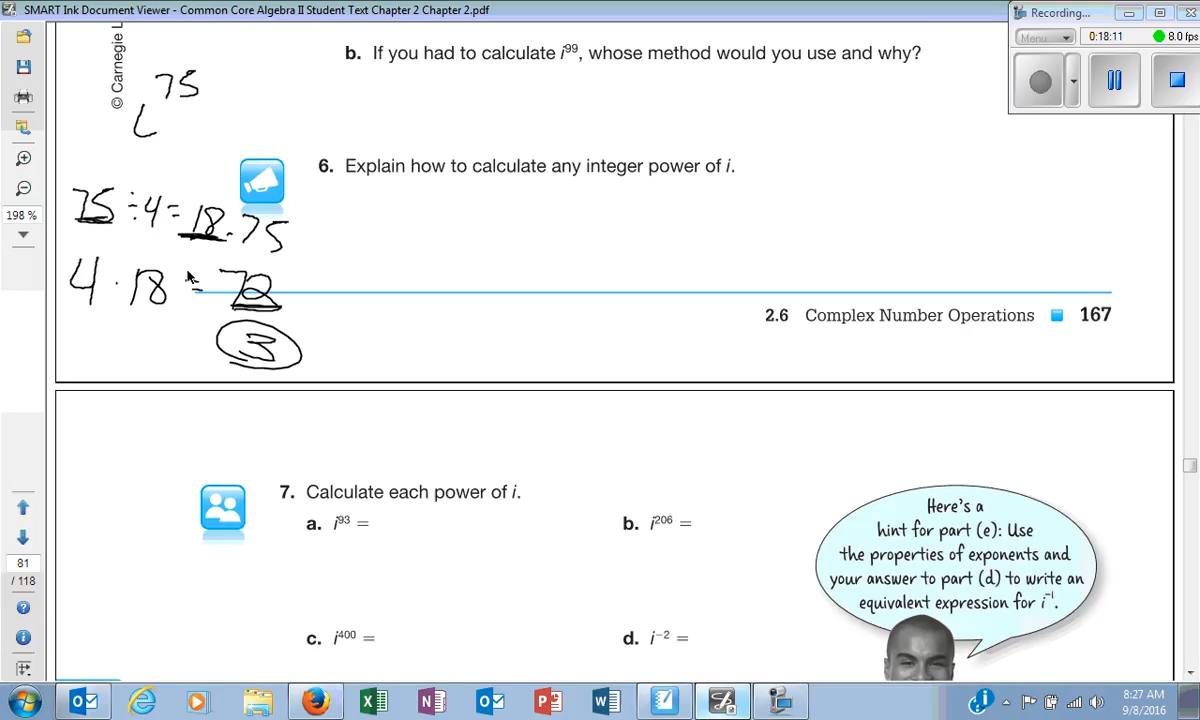 SMART Ink Document Viewer - Common Core Algebra II Student Text Chapter 2 Chapter 2.pdf
Recording...
Menu
0:18:11
8.0 fps
© Carnegie L
b. If you had to calculate i⁹⁹, whose method would you use and why?
i⁷⁵
6. Explain how to calculate any integer power of i.
75 ÷ 4 = 18.75
4 · 18 = 72
3
198 %
2.6 Complex Number Operations 167
7. Calculate each power of i.
a. i⁹³ =
b. i²⁰⁶ =
c. i⁴⁰⁰ =
d. i⁻² =
Here's a
hint for part (e): Use
the properties of exponents and
your answer to part (d) to write an
equivalent expression for i⁻¹.
81
/ 118
8:27 AM
9/8/2016